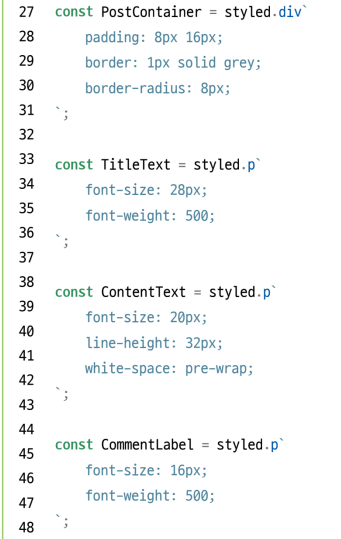 27 const PostContainer = styled.div`
28     padding: 8px 16px;
29     border: 1px solid grey;
30     border-radius: 8px;
31 `;
32
33 const TitleText = styled.p`
34     font-size: 28px;
35     font-weight: 500;
36 `;
37
38 const ContentText = styled.p`
39     font-size: 20px;
40     line-height: 32px;
41     white-space: pre-wrap;
42 `;
43
44 const CommentLabel = styled.p`
45     font-size: 16px;
46     font-weight: 500;
47 `;
48